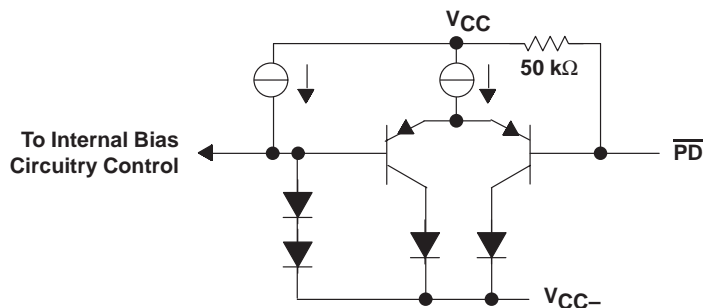 VCC
50 kΩ
To Internal Bias
Circuitry Control
PD
VCC–